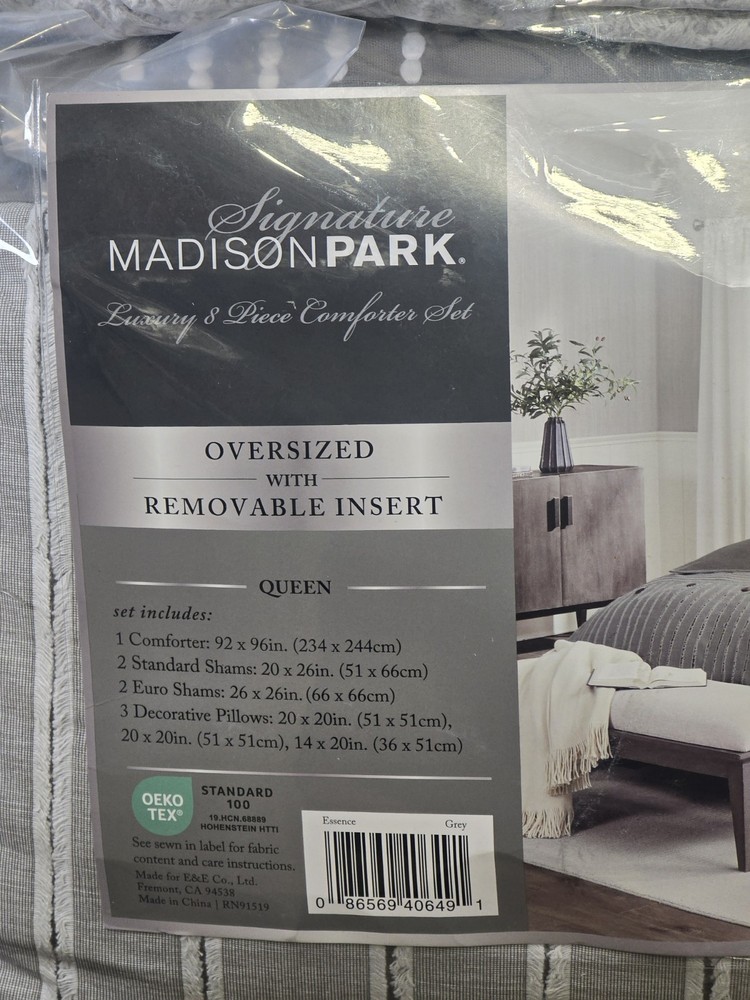 Signature
MADISONPARK®
Luxury 8 Piece Comforter Set
OVERSIZED
WITH
REMOVABLE INSERT
QUEEN
set includes:
1 Comforter: 92 x 96in. (234 x 244cm)
2 Standard Shams: 20 x 26in. (51 x 66cm)
2 Euro Shams: 26 x 26in. (66 x 66cm)
3 Decorative Pillows: 20 x 20in. (51 x 51cm),
20 x 20in. (51 x 51cm), 14 x 20in. (36 x 51cm)
OEKO
TEX®
STANDARD
100
19.HCN.68889
HOHENSTEIN HTTI
See sewn in label for fabric
content and care instructions.
Made for E&E Co., Ltd.
Fremont, CA 94538
Made in China | RN91519
Essence Grey
0 86569 40649 1